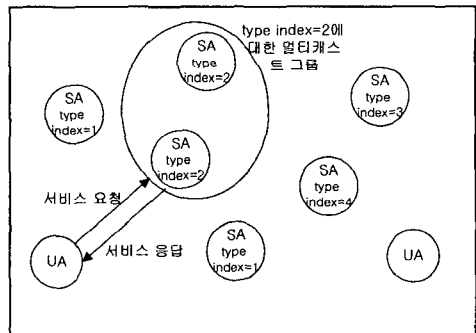 type index=2에
대한 멀티캐스
트 그룹
SA
type
index=2
SA
type
index=1
SA
type
index=3
SA
type
index=2
SA
type
index=4
서비스 요청
서비스 응답
UA
SA
type
index=1
UA